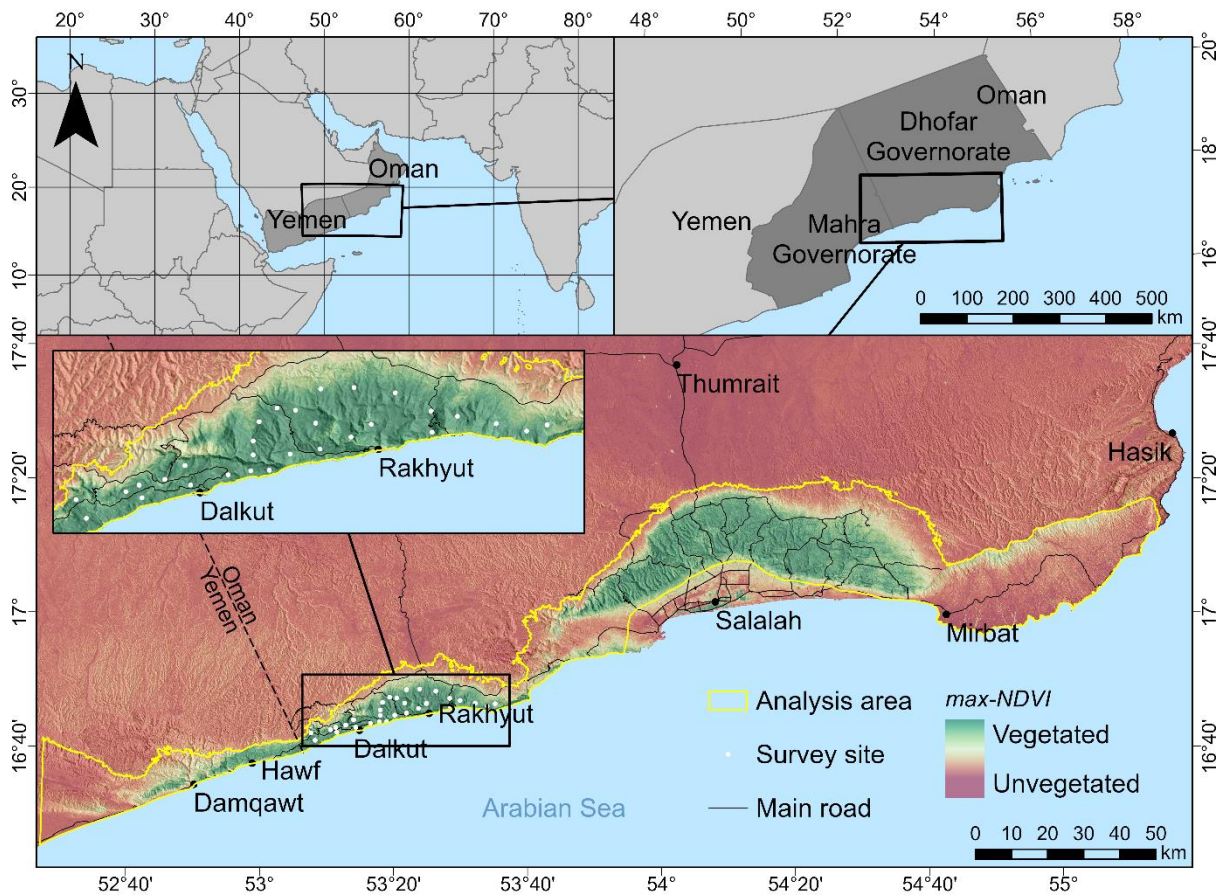 20° 30° 40° 50° 60° 70° 80°
48° 50° 52° 54° 56° 58°
N
30°
20°
10°
Oman
Yemen
20°
18°
16°
Oman
Dhofar
Governorate
Yemen
Mahra
Governorate
0 100 200 300 400 500
km
17°40'
17°20'
17°
16°40'
17°40'
17°20'
17°
16°40'
Rakhyut
Dalkut
Thumrait
Hasik
Oman
Yemen
Salalah
Mirbat
Rakhyut
Dalkut
Hawf
Damqawt
Arabian Sea
Analysis area
Survey site
Main road
max-NDVI
Vegetated
Unvegetated
0 10 20 30 40 50
km
52°40' 53° 53°20' 53°40' 54° 54°20' 54°40' 55°